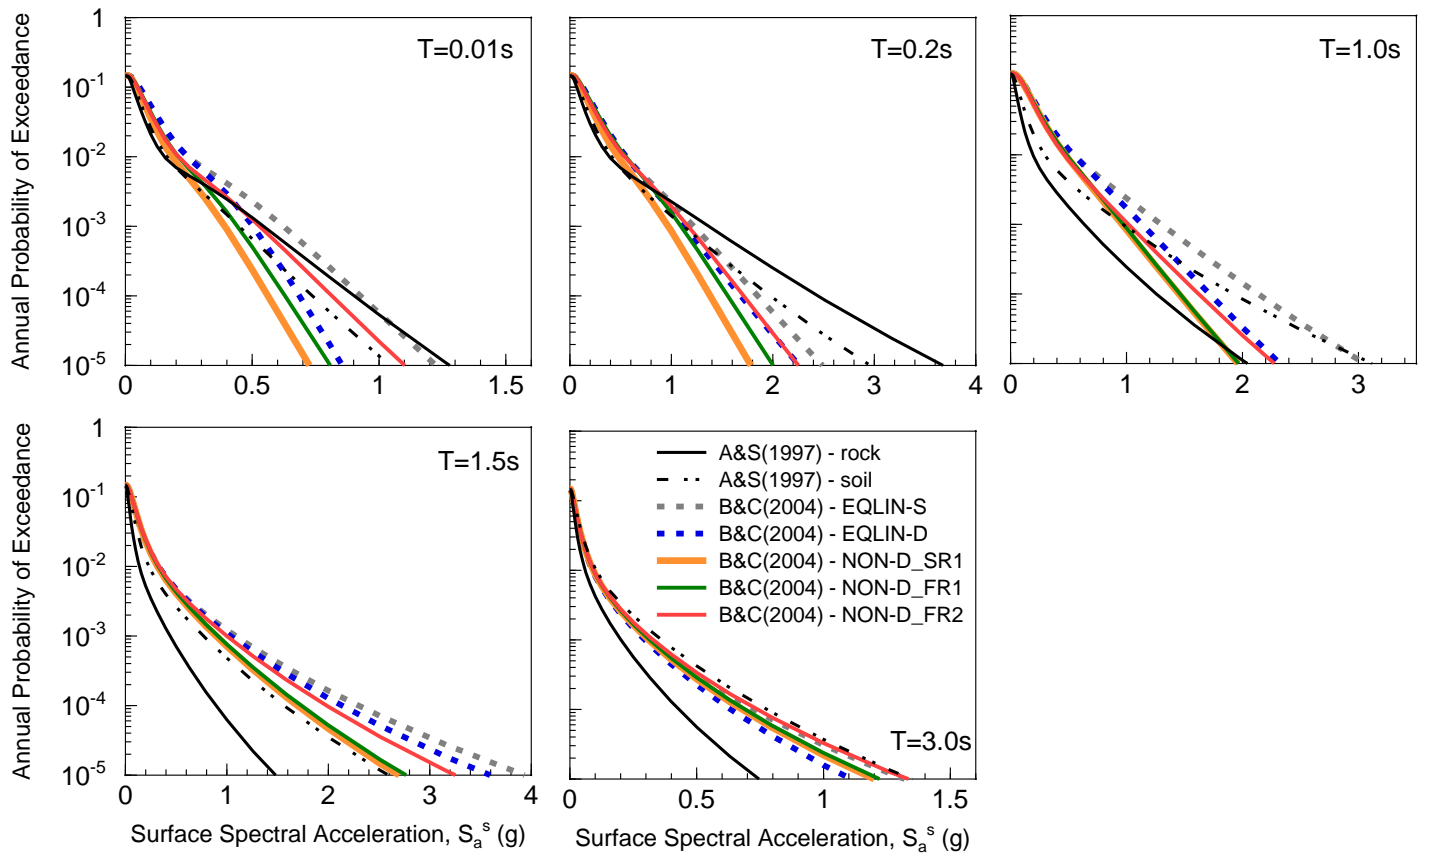 Annual Probability of Exceedance
1
10-1
10-2
10-3
10-4
10-5
T=0.01s
0 0.5 1 1.5
T=0.2s
0 1 2 3 4
T=1.0s
0 1 2 3
Annual Probability of Exceedance
1
10-1
10-2
10-3
10-4
10-5
T=1.5s
0 1 2 3 4
Surface Spectral Acceleration, Sas (g)
A&S(1997) - rock
A&S(1997) - soil
B&C(2004) - EQLIN-S
B&C(2004) - EQLIN-D
B&C(2004) - NON-D_SR1
B&C(2004) - NON-D_FR1
B&C(2004) - NON-D_FR2
T=3.0s
0 0.5 1 1.5
Surface Spectral Acceleration, Sas (g)